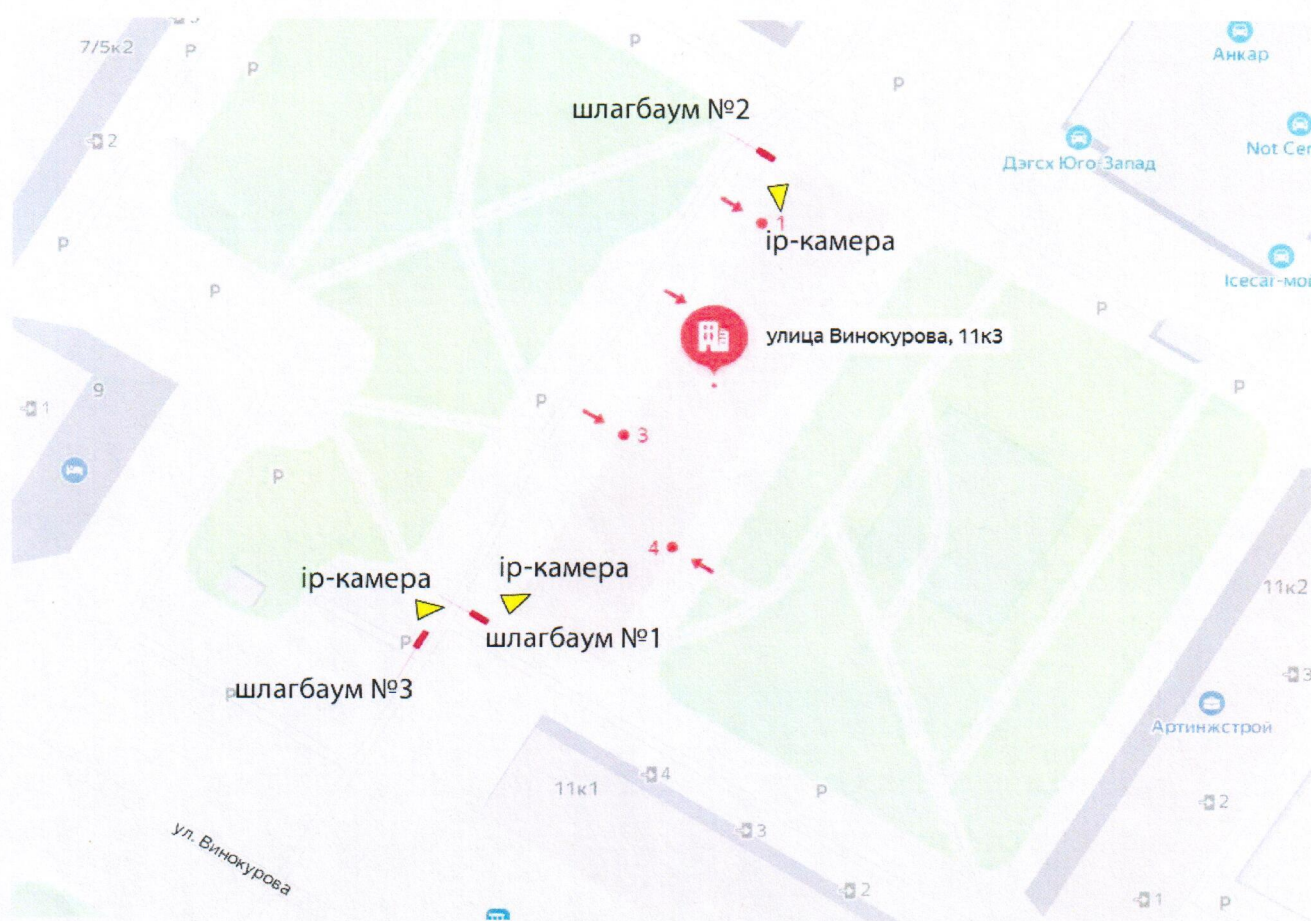 7/5к2
P
P
P
P
Анкар
шлагбаум №2
2
Дэгсх Юго-Запад
Not Cer
1
ip-камера
P
Icecar-мо
P
P
улица Винокурова, 11к3
P
9
1
P
3
P
4
ip-камера
ip-камера
11к2
P
шлагбаум №1
3
P
шлагбаум №3
Артинжстрой
4
11к1
P
2
3
ул. Винокурова
2
1
P